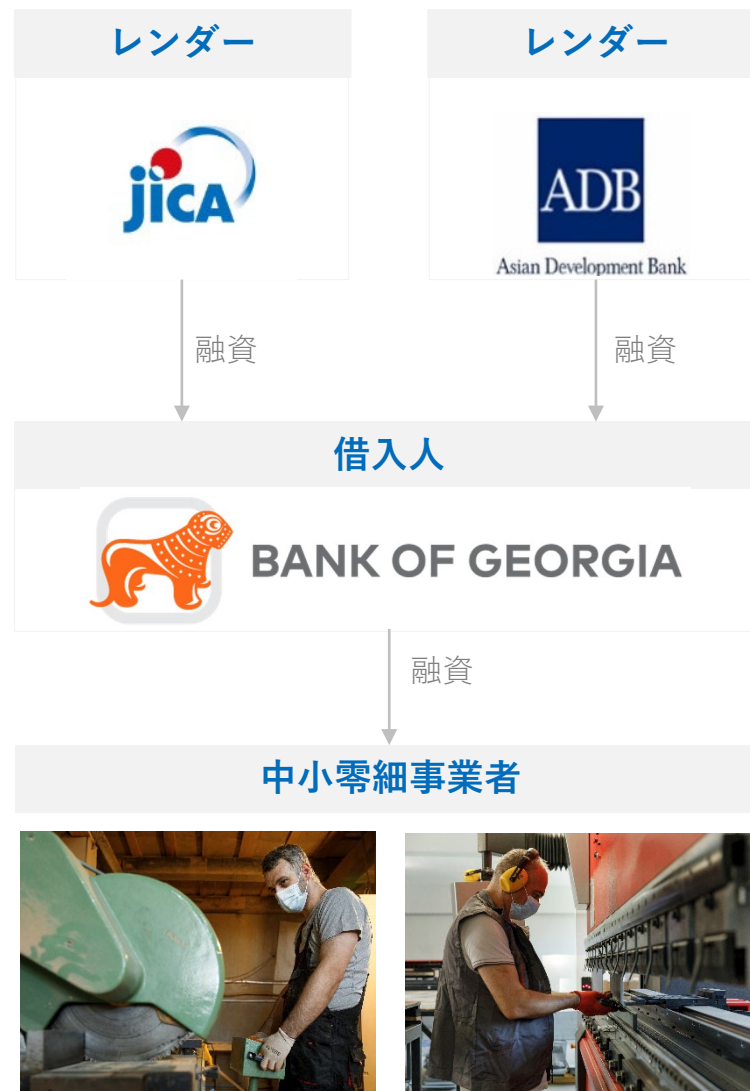 レンダー
レンダー
jICA
ADB
Asian Development Bank
融資
融資
借入人
BANK OF GEORGIA
融資
中小零細事業者